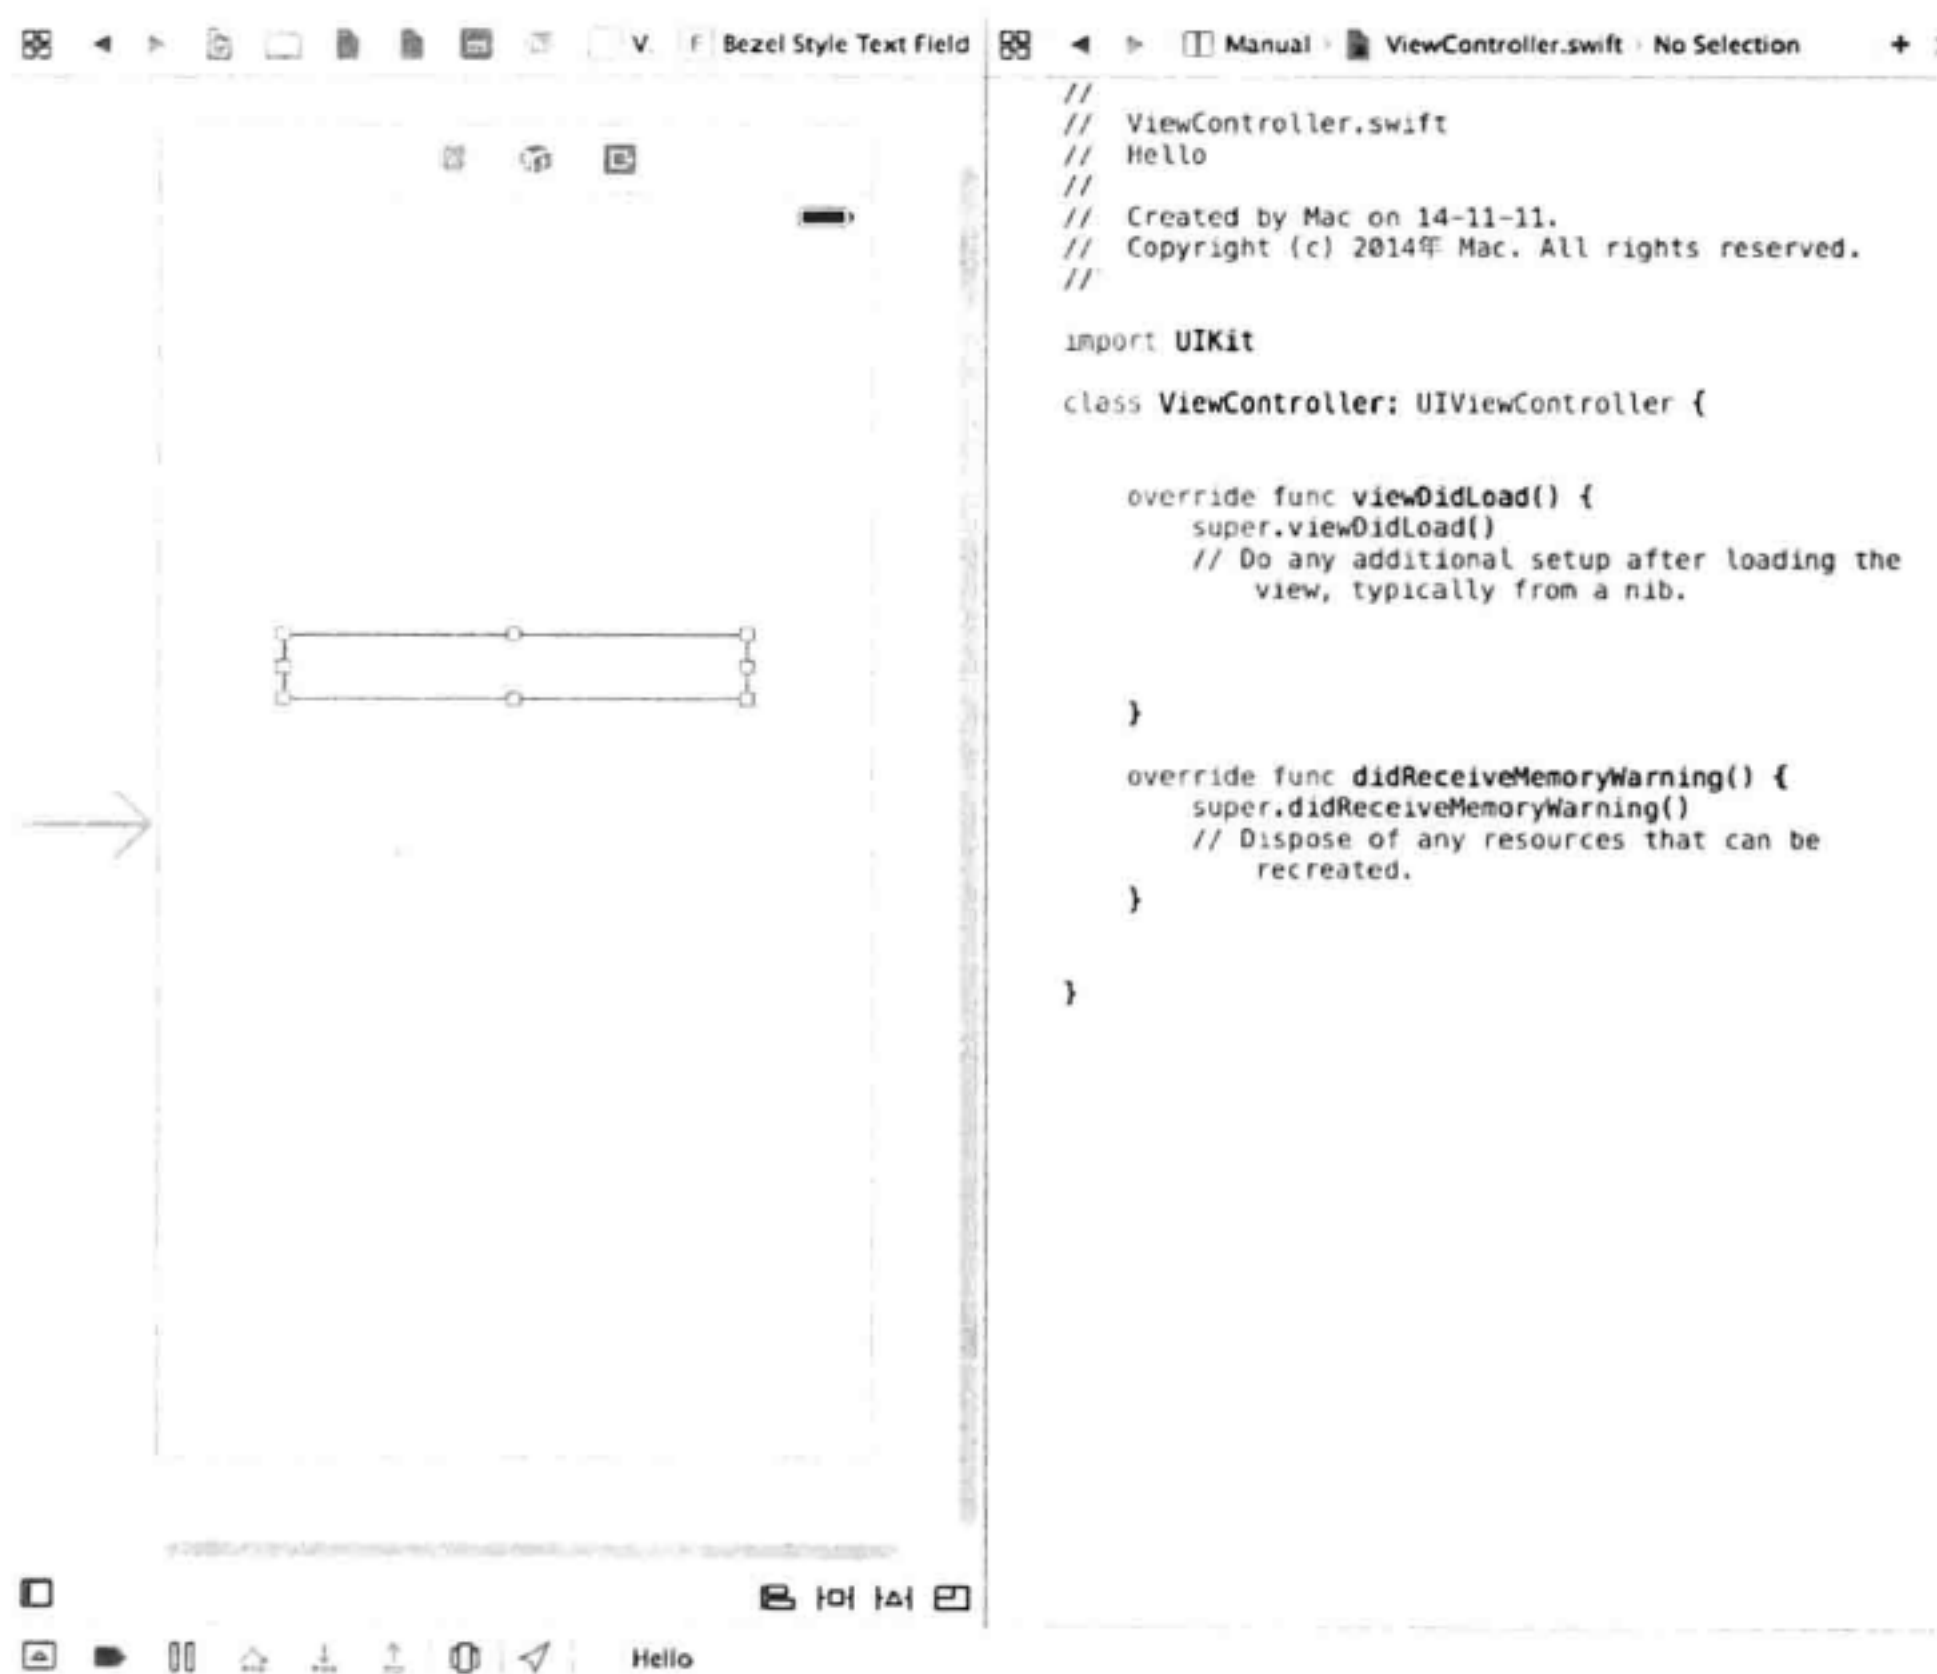 V. F Bezel Style Text Field
Manual ViewController.swift No Selection +
//
// ViewController.swift
// Hello
//
// Created by Mac on 14-11-11.
// Copyright (c) 2014年 Mac. All rights reserved.
//
import UIKit
class ViewController: UIViewController {
override func viewDidLoad() {
super.viewDidLoad()
// Do any additional setup after loading the
view, typically from a nib.
}
override func didReceiveMemoryWarning() {
super.didReceiveMemoryWarning()
// Dispose of any resources that can be
recreated.
}
}
Hello